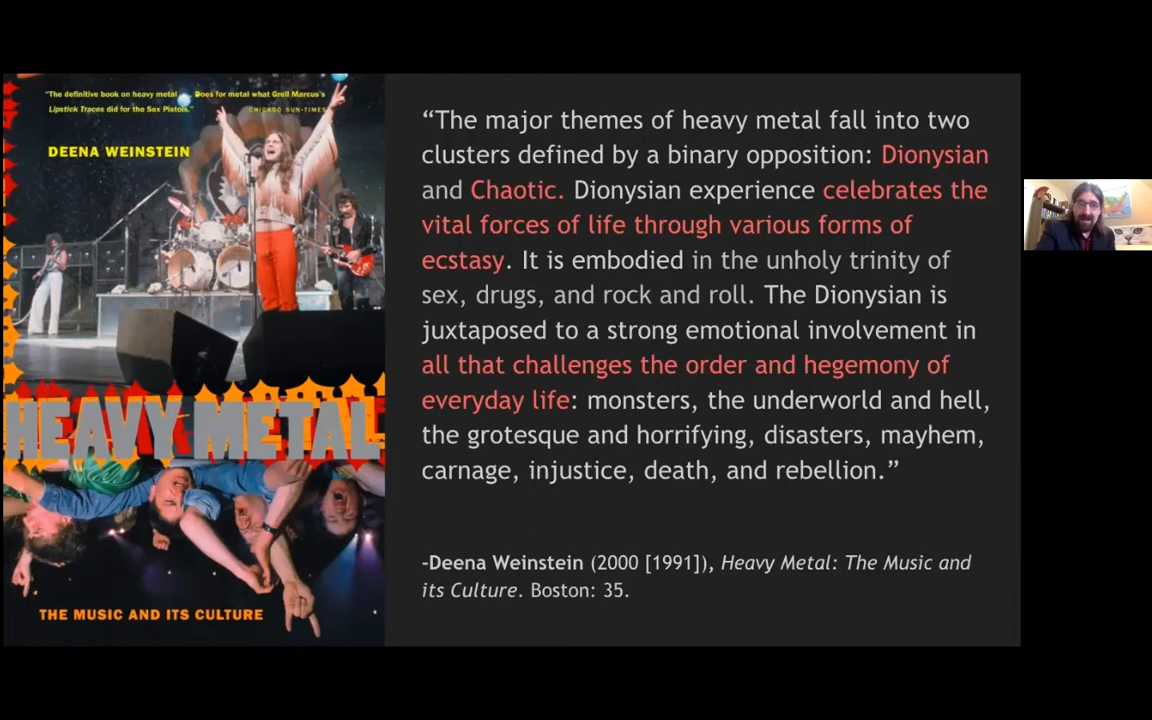 "The definitive book on heavy metal ... Does for metal what Greil Marcus's
Lipstick Traces did for the Sex Pistols."
CHICAGO SUN-TIMES
DEENA WEINSTEIN
HEAVY METAL
THE MUSIC AND ITS CULTURE
“The major themes of heavy metal fall into two
clusters defined by a binary opposition: Dionysian
and Chaotic. Dionysian experience celebrates the
vital forces of life through various forms of
ecstasy. It is embodied in the unholy trinity of
sex, drugs, and rock and roll. The Dionysian is
juxtaposed to a strong emotional involvement in
all that challenges the order and hegemony of
everyday life: monsters, the underworld and hell,
the grotesque and horrifying, disasters, mayhem,
carnage, injustice, death, and rebellion.”
-Deena Weinstein (2000 [1991]), Heavy Metal: The Music and
its Culture. Boston: 35.